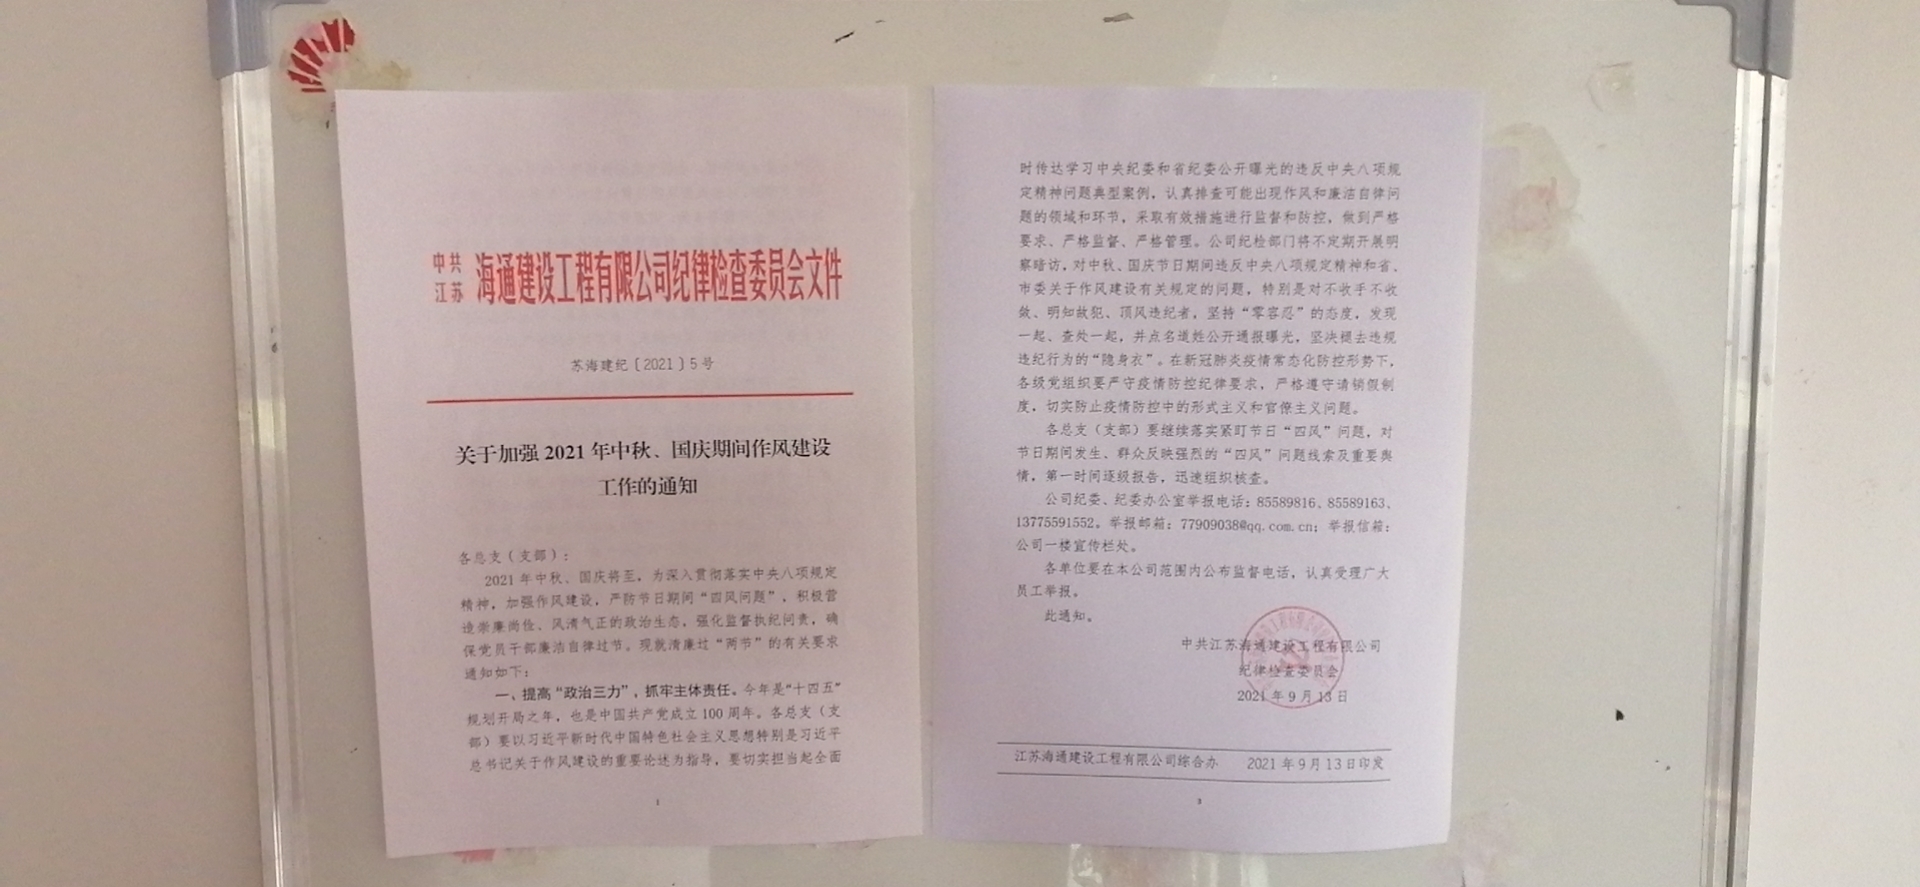 中共
江苏
海通建设工程有限公司纪律检查委员会文件
苏海建纪〔2021〕5号
关于加强 2021 年中秋、国庆期间作风建设
工作的通知
各总支（支部）：
2021 年中秋、国庆将至，为深入贯彻落实中央八项规定
精神，加强作风建设，严防节日期间“四风问题”，积极营
造崇廉尚俭、风清气正的政治生态，强化监督执纪问责，确
保党员干部廉洁自律过节。现就清廉过“两节”的有关要求
通知如下：
一、提高“政治三力”，抓牢主体责任。今年是“十四五”
规划开局之年，也是中国共产党成立 100 周年。各总支（支
部）要以习近平新时代中国特色社会主义思想特别是习近平
总书记关于作风建设的重要论述为指导，要切实担当起全面
1
时传达学习中央纪委和省纪委公开曝光的违反中央八项规
定精神问题典型案例，认真排查可能出现作风和廉洁自律问
题的领域和环节，采取有效措施进行监督和防控，做到严格
要求、严格监督、严格管理。公司纪检部门将不定期开展明
察暗访，对中秋、国庆节日期间违反中央八项规定精神和省、
市委关于作风建设有关规定的问题，特别是对不收手不收
敛、明知故犯、顶风违纪者，坚持“零容忍”的态度，发现
一起、查处一起，并点名道姓公开通报曝光，坚决褪去违规
违纪行为的“隐身衣”。在新冠肺炎疫情常态化防控形势下，
各级党组织要严守疫情防控纪律要求，严格遵守请销假制
度，切实防止疫情防控中的形式主义和官僚主义问题。
各总支（支部）要继续落实紧盯节日“四风”问题，对
节日期间发生、群众反映强烈的“四风”问题线索及重要舆
情，第一时间逐级报告，迅速组织核查。
公司纪委、纪委办公室举报电话：85589816、85589163、
13775591552。举报邮箱：77909038@qq.com.cn；举报信箱：
公司一楼宣传栏处。
各单位要在本公司范围内公布监督电话，认真受理广大
员工举报。
此通知。
中共江苏海通建设工程有限公司
纪律检查委员会
2021 年 9 月 13 日
江苏海通建设工程有限公司综合办 2021 年 9 月 13 日印发
3